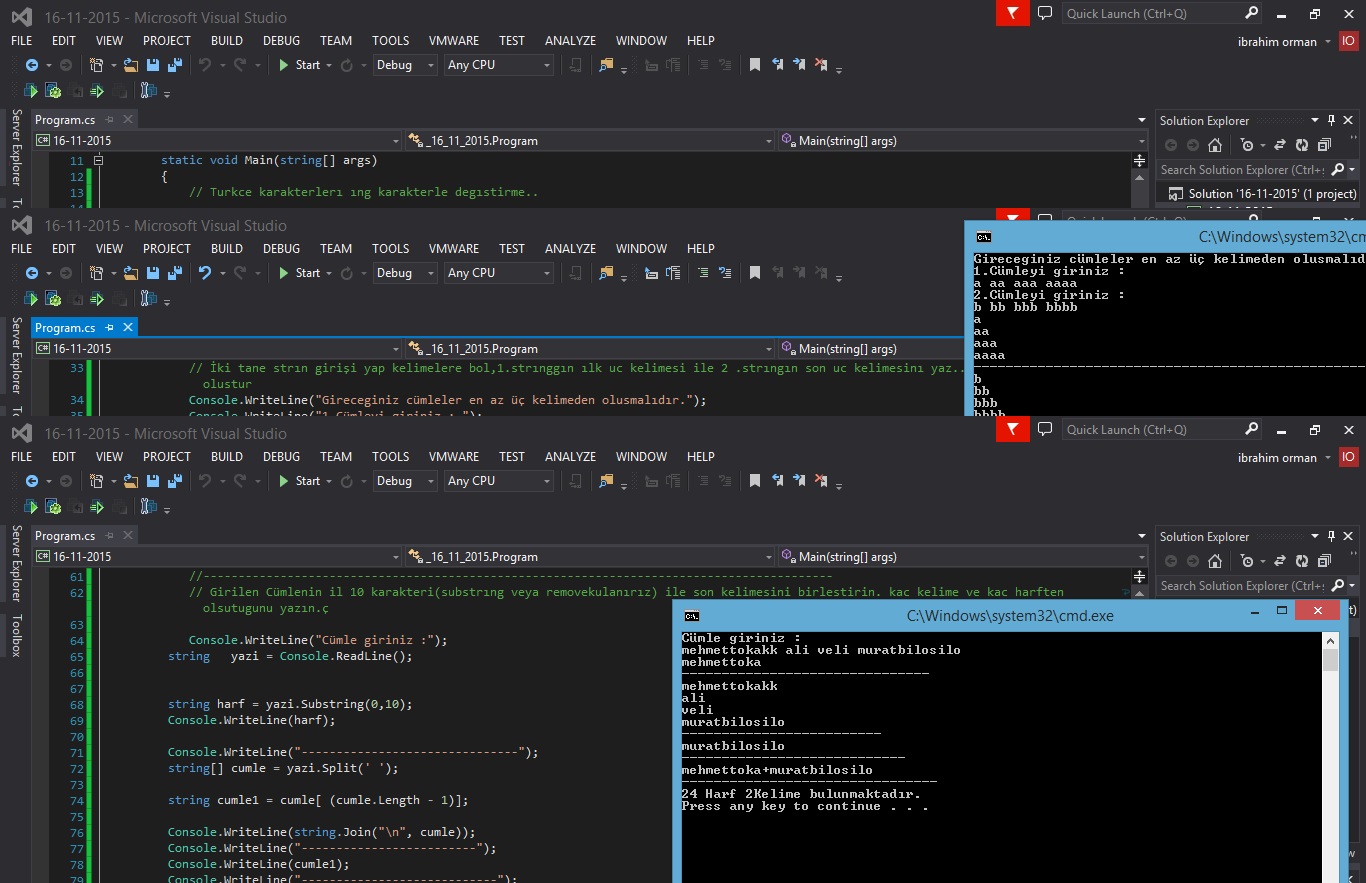 16-11-2015 - Microsoft Visual Studio
Quick Launch (Ctrl+Q)
FILE EDIT VIEW PROJECT BUILD DEBUG TEAM TOOLS VMWARE TEST ANALYZE WINDOW HELP
ibrahim orman IO
Start Debug Any CPU
Server Explorer
Program.cs
Solution Explorer
16-11-2015 _16_11_2015.Program Main(string[] args)
11 static void Main(string[] args)
12 {
13 // Turkce karakterlerı ıng karakterle degıstirme..
Search Solution Explorer (Ctrl+
Solution '16-11-2015' (1 project)
16-11-2015 - Microsoft Visual Studio
FILE EDIT VIEW PROJECT BUILD DEBUG TEAM TOOLS VMWARE TEST ANALYZE WINDOW HELP
Start Debug Any CPU
Server Explorer
Program.cs
16-11-2015 _16_11_2015.Program Main(string[] args)
33 // İki tane strın girişi yap kelimelere bol,1.strınggın ılk uc kelimesi ile 2 .strıngın son uc kelimesını yaz..
olustur
34 Console.WriteLine("Gireceginiz cümleler en az üç kelimeden olusmalıdır.");
35 Console.WriteLine("1.Cümleyi giriniz : ");
C:\Windows\system32\cm
Gireceginiz cümleler en az üç kelimeden olusmalıd
1.Cümleyi giriniz :
a aa aaa aaaa
2.Cümleyi giriniz :
b bb bbb bbbb
a
aa
aaa
aaaa
------------------------------------------------
b
bb
bbb
bbbb
16-11-2015 - Microsoft Visual Studio
Quick Launch (Ctrl+Q)
FILE EDIT VIEW PROJECT BUILD DEBUG TEAM TOOLS VMWARE TEST ANALYZE WINDOW HELP
ibrahim orman IO
Start Debug Any CPU
Server Explorer
Toolbox
Program.cs
Solution Explorer
16-11-2015 _16_11_2015.Program Main(string[] args)
Search Solution Explorer (Ctrl+
61 //------------------------------------------------------------------------------------------
62 // Girilen Cümlenin il 10 karakteri(substrıng veya removekulanırız) ile son kelimesini birlestirin. kac kelime ve kac harften
olsutugunu yazın.ç
63
64 Console.WriteLine("Cümle giriniz :");
65 string yazi = Console.ReadLine();
66
67
68 string harf = yazi.Substring(0,10);
69 Console.WriteLine(harf);
70
71 Console.WriteLine("-------------------------------");
72 string[] cumle = yazi.Split(' ');
73
74 string cumle1 = cumle[ (cumle.Length - 1)];
75
76 Console.WriteLine(string.Join("\n", cumle));
77 Console.WriteLine("-------------------------");
78 Console.WriteLine(cumle1);
79 Console.WriteLine("----------------------------");
C:\Windows\system32\cmd.exe
Cümle giriniz :
mehmettokakk ali veli muratbilosilo
mehmettoka
-------------------------------
mehmettokakk
ali
veli
muratbilosilo
-------------------------
muratbilosilo
----------------------------
mehmettoka+muratbilosilo
--------------------------------
24 Harf 2Kelime bulunmaktadır.
Press any key to continue . . .